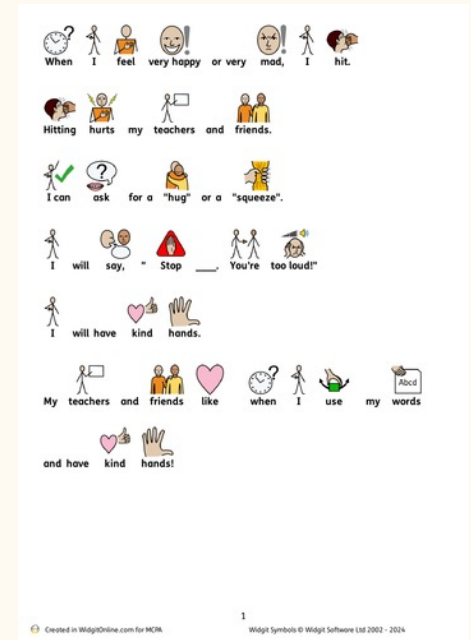 When I feel very happy or very mad, I hit.
Hitting hurts my teachers and friends.
I can ask for a "hug" or a "squeeze".
I will say, " Stop ___. You're too loud!"
I will have kind hands.
Abcd
My teachers and friends like when I use my words
and have kind hands!
1
Created in WidgitOnline.com for MCPA Widgit Symbols © Widgit Software Ltd 2002 - 2024